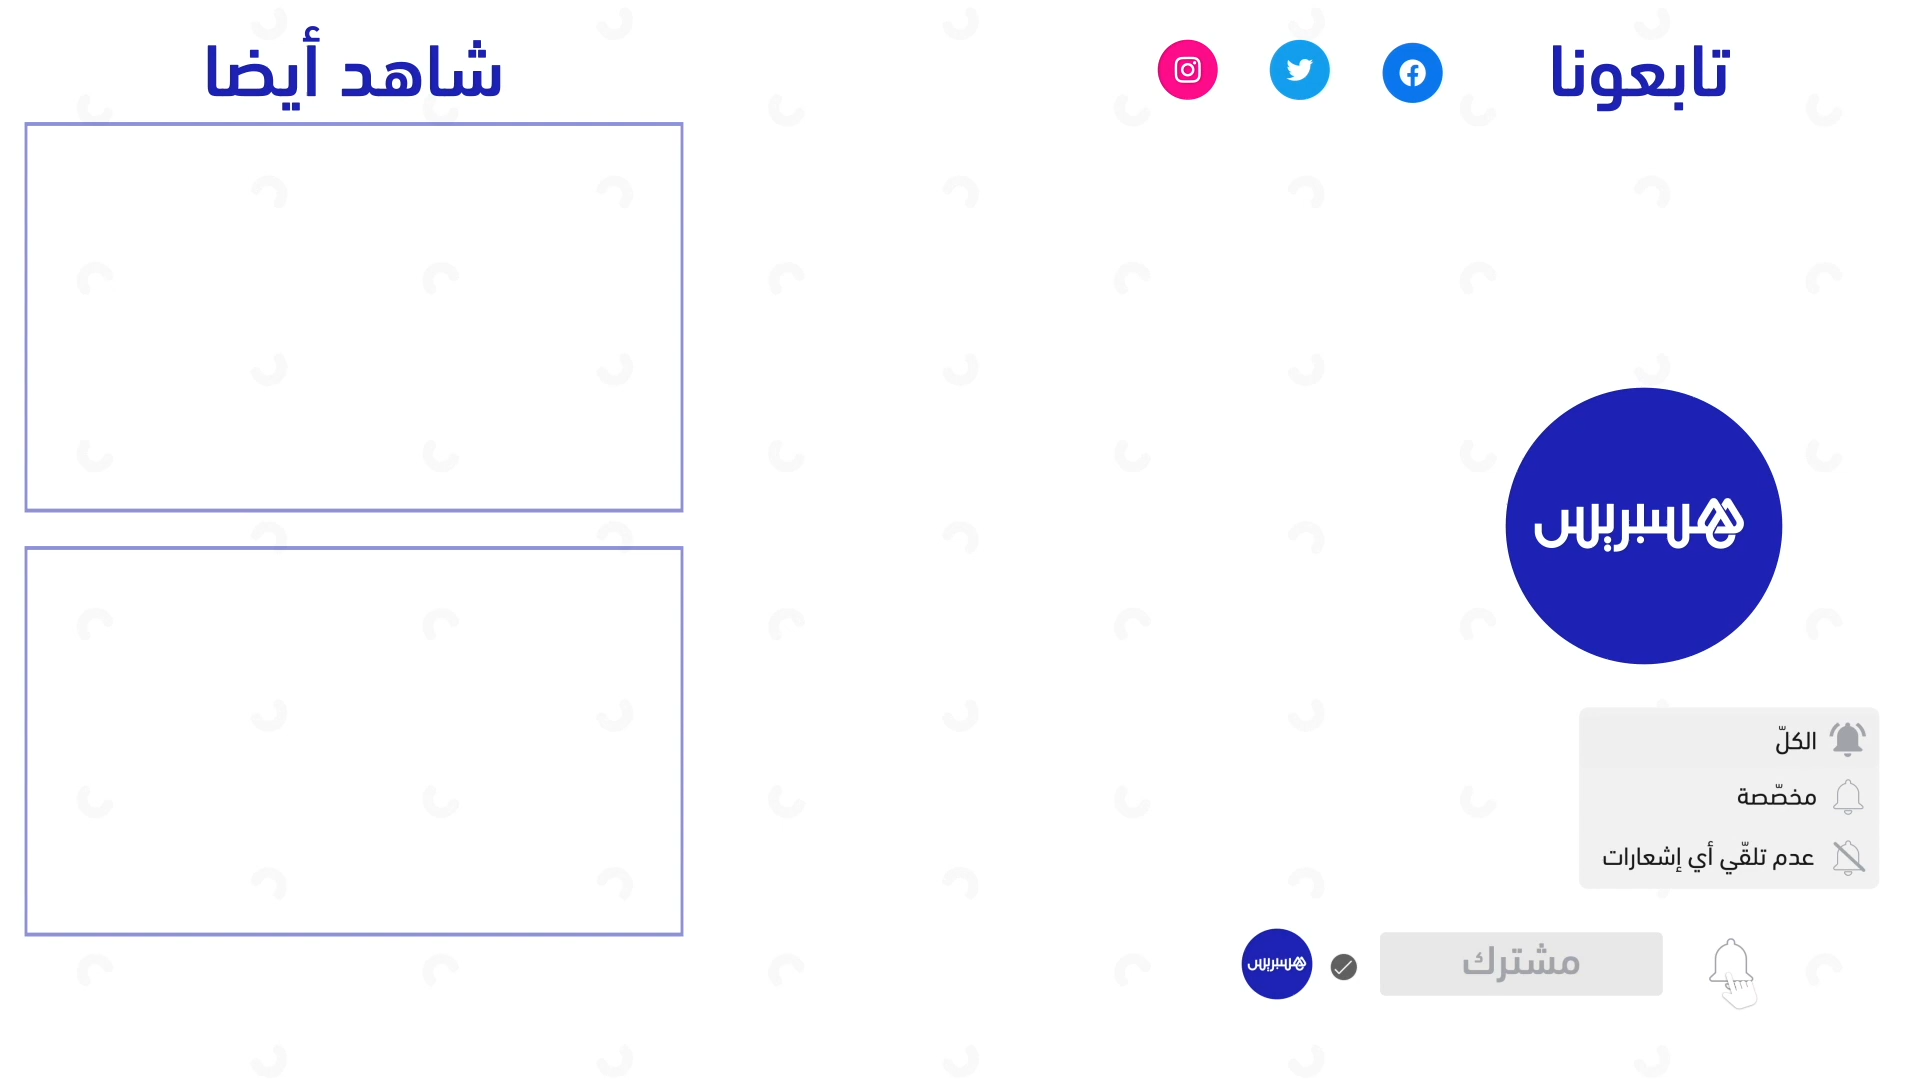 تابعونا
شاهد أيضا
هسبريس
الكلّ
مخصّصة
عدم تلقّي أي إشعارات
مشترك
هسبريس